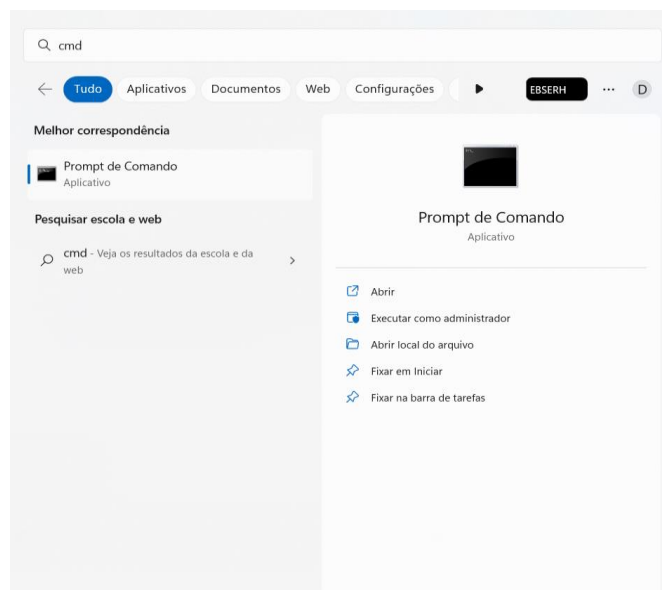 cmd
Tudo Aplicativos Documentos Web Configurações EBSERH ... D
Melhor correspondência
Prompt de Comando
Aplicativo
Pesquisar escola e web
cmd - Veja os resultados da escola e da
web
Prompt de Comando
Aplicativo
Abrir
Executar como administrador
Abrir local do arquivo
Fixar em Iniciar
Fixar na barra de tarefas